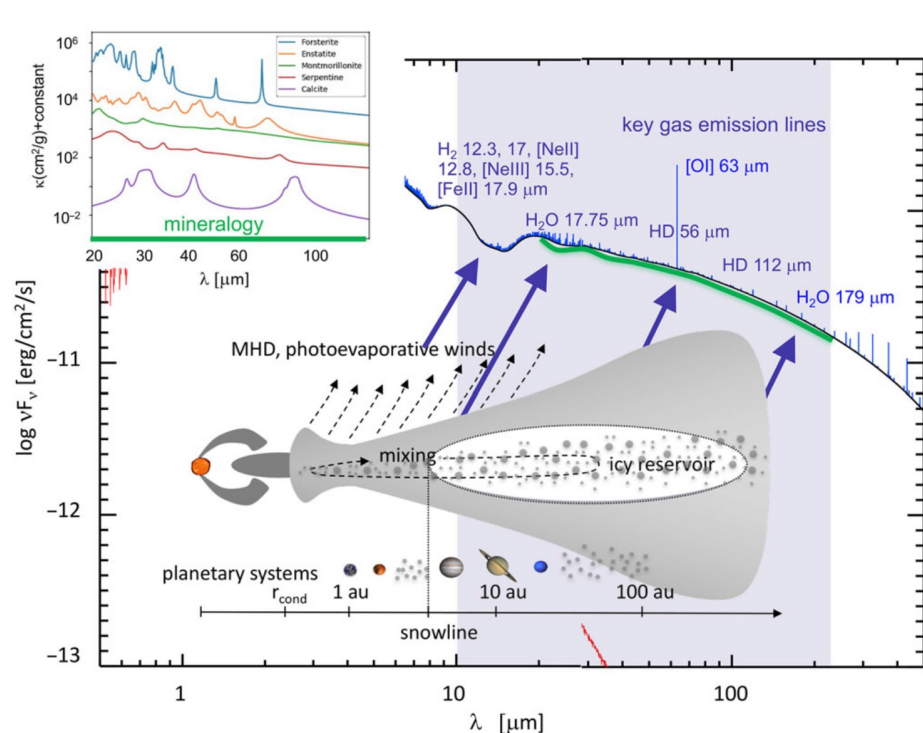 10⁶
10⁴
10²
10⁻²
κ(cm²/g)+constant
Forsterite
Enstatite
Montmorillonite
Serpentine
Calcite
mineralogy
20 30 40 60 100
λ [μm]
key gas emission lines
H₂ 12.3, 17, [NeII]
12.8, [NeIII] 15.5,
[FeII] 17.9 μm
[OI] 63 μm
H₂O 17.75 μm
HD 56 μm
HD 112 μm
H₂O 179 μm
MHD, photoevaporative winds
mixing
icy reservoir
planetary systems
r_cond
1 au
10 au
100 au
snowline
log νFν [erg/cm²/s]
−11
−12
−13
1 10 100
λ [μm]